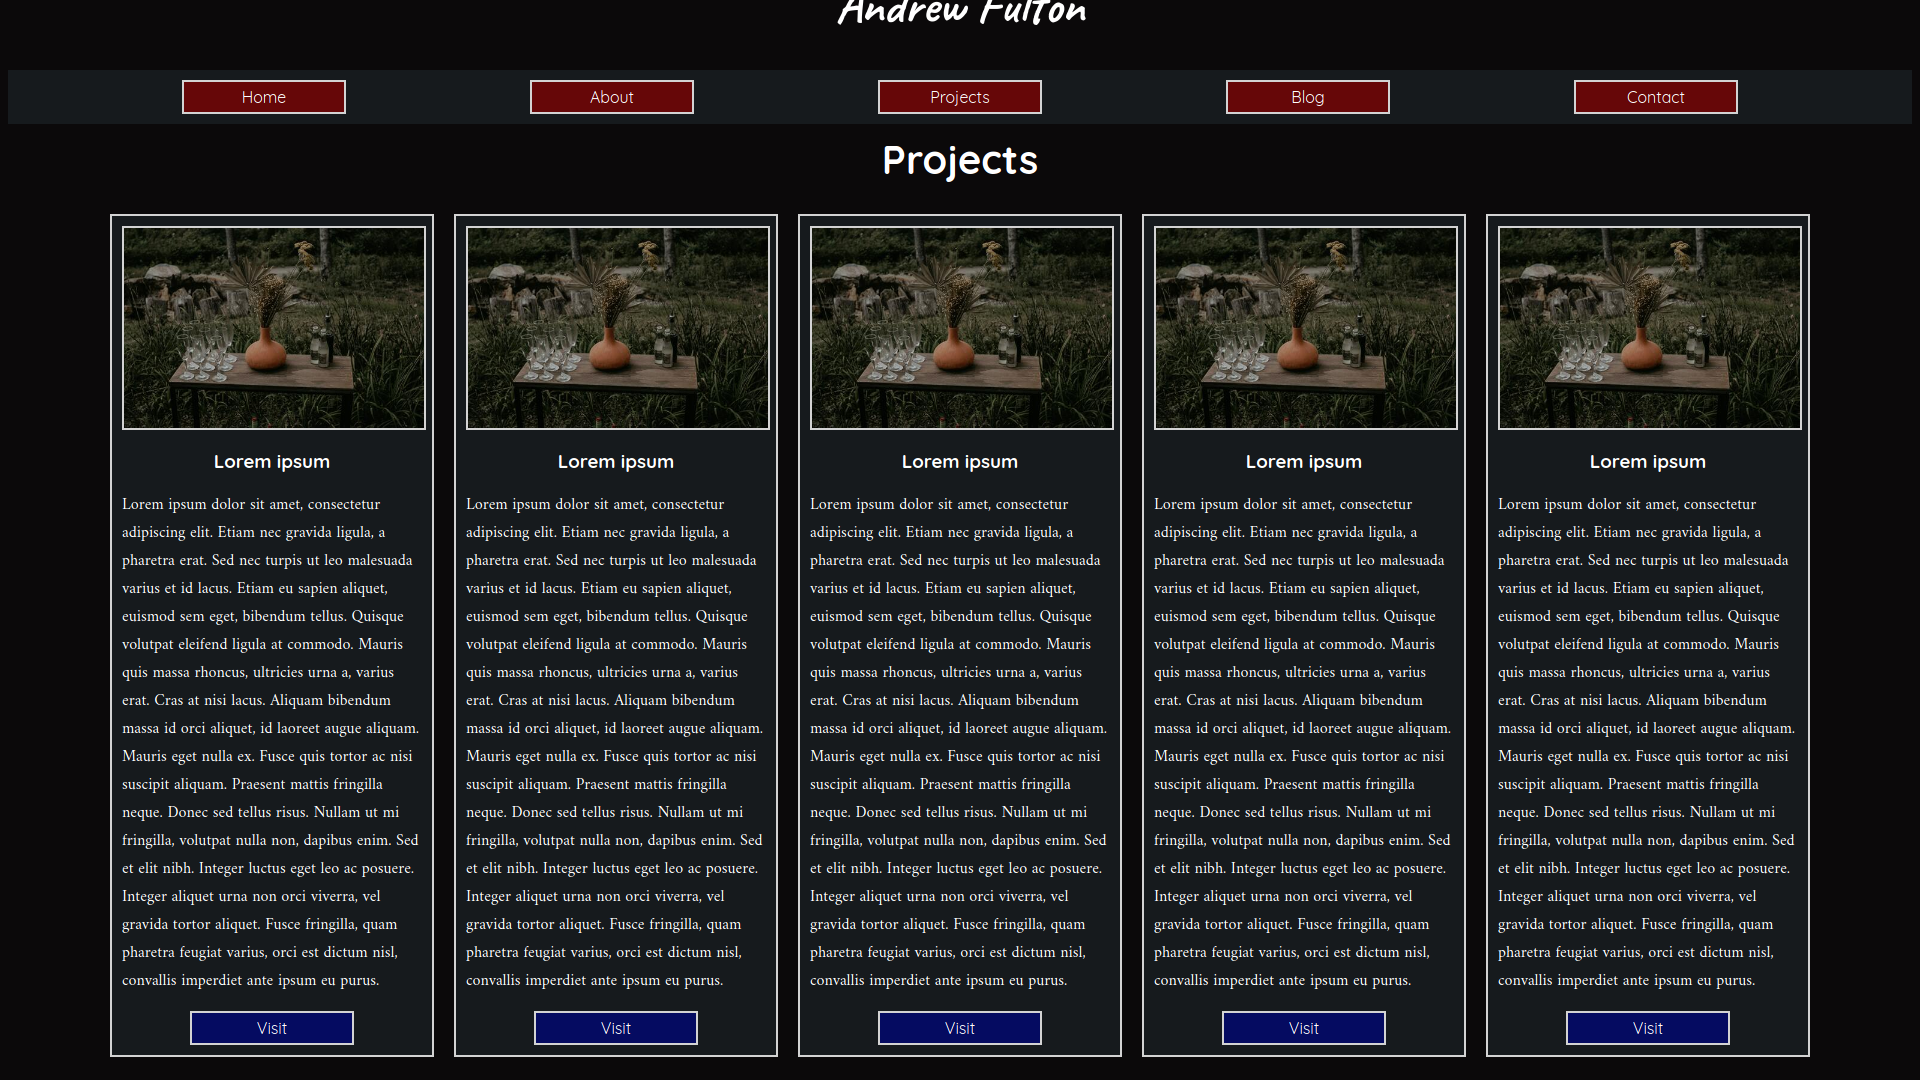 Andrew Fulton
Home About Projects Blog Contact
Projects
Lorem ipsum
Lorem ipsum dolor sit amet, consectetur
adipiscing elit. Etiam nec gravida ligula, a
pharetra erat. Sed nec turpis ut leo malesuada
varius et id lacus. Etiam eu sapien aliquet,
euismod sem eget, bibendum tellus. Quisque
volutpat eleifend ligula at commodo. Mauris
quis massa rhoncus, ultricies urna a, varius
erat. Cras at nisi lacus. Aliquam bibendum
massa id orci aliquet, id laoreet augue aliquam.
Mauris eget nulla ex. Fusce quis tortor ac nisi
suscipit aliquam. Praesent mattis fringilla
neque. Donec sed tellus risus. Nullam ut mi
fringilla, volutpat nulla non, dapibus enim. Sed
et elit nibh. Integer luctus eget leo ac posuere.
Integer aliquet urna non orci viverra, vel
gravida tortor aliquet. Fusce fringilla, quam
pharetra feugiat varius, orci est dictum nisl,
convallis imperdiet ante ipsum eu purus.
Visit
Lorem ipsum
Lorem ipsum dolor sit amet, consectetur
adipiscing elit. Etiam nec gravida ligula, a
pharetra erat. Sed nec turpis ut leo malesuada
varius et id lacus. Etiam eu sapien aliquet,
euismod sem eget, bibendum tellus. Quisque
volutpat eleifend ligula at commodo. Mauris
quis massa rhoncus, ultricies urna a, varius
erat. Cras at nisi lacus. Aliquam bibendum
massa id orci aliquet, id laoreet augue aliquam.
Mauris eget nulla ex. Fusce quis tortor ac nisi
suscipit aliquam. Praesent mattis fringilla
neque. Donec sed tellus risus. Nullam ut mi
fringilla, volutpat nulla non, dapibus enim. Sed
et elit nibh. Integer luctus eget leo ac posuere.
Integer aliquet urna non orci viverra, vel
gravida tortor aliquet. Fusce fringilla, quam
pharetra feugiat varius, orci est dictum nisl,
convallis imperdiet ante ipsum eu purus.
Visit
Lorem ipsum
Lorem ipsum dolor sit amet, consectetur
adipiscing elit. Etiam nec gravida ligula, a
pharetra erat. Sed nec turpis ut leo malesuada
varius et id lacus. Etiam eu sapien aliquet,
euismod sem eget, bibendum tellus. Quisque
volutpat eleifend ligula at commodo. Mauris
quis massa rhoncus, ultricies urna a, varius
erat. Cras at nisi lacus. Aliquam bibendum
massa id orci aliquet, id laoreet augue aliquam.
Mauris eget nulla ex. Fusce quis tortor ac nisi
suscipit aliquam. Praesent mattis fringilla
neque. Donec sed tellus risus. Nullam ut mi
fringilla, volutpat nulla non, dapibus enim. Sed
et elit nibh. Integer luctus eget leo ac posuere.
Integer aliquet urna non orci viverra, vel
gravida tortor aliquet. Fusce fringilla, quam
pharetra feugiat varius, orci est dictum nisl,
convallis imperdiet ante ipsum eu purus.
Visit
Lorem ipsum
Lorem ipsum dolor sit amet, consectetur
adipiscing elit. Etiam nec gravida ligula, a
pharetra erat. Sed nec turpis ut leo malesuada
varius et id lacus. Etiam eu sapien aliquet,
euismod sem eget, bibendum tellus. Quisque
volutpat eleifend ligula at commodo. Mauris
quis massa rhoncus, ultricies urna a, varius
erat. Cras at nisi lacus. Aliquam bibendum
massa id orci aliquet, id laoreet augue aliquam.
Mauris eget nulla ex. Fusce quis tortor ac nisi
suscipit aliquam. Praesent mattis fringilla
neque. Donec sed tellus risus. Nullam ut mi
fringilla, volutpat nulla non, dapibus enim. Sed
et elit nibh. Integer luctus eget leo ac posuere.
Integer aliquet urna non orci viverra, vel
gravida tortor aliquet. Fusce fringilla, quam
pharetra feugiat varius, orci est dictum nisl,
convallis imperdiet ante ipsum eu purus.
Visit
Lorem ipsum
Lorem ipsum dolor sit amet, consectetur
adipiscing elit. Etiam nec gravida ligula, a
pharetra erat. Sed nec turpis ut leo malesuada
varius et id lacus. Etiam eu sapien aliquet,
euismod sem eget, bibendum tellus. Quisque
volutpat eleifend ligula at commodo. Mauris
quis massa rhoncus, ultricies urna a, varius
erat. Cras at nisi lacus. Aliquam bibendum
massa id orci aliquet, id laoreet augue aliquam.
Mauris eget nulla ex. Fusce quis tortor ac nisi
suscipit aliquam. Praesent mattis fringilla
neque. Donec sed tellus risus. Nullam ut mi
fringilla, volutpat nulla non, dapibus enim. Sed
et elit nibh. Integer luctus eget leo ac posuere.
Integer aliquet urna non orci viverra, vel
gravida tortor aliquet. Fusce fringilla, quam
pharetra feugiat varius, orci est dictum nisl,
convallis imperdiet ante ipsum eu purus.
Visit